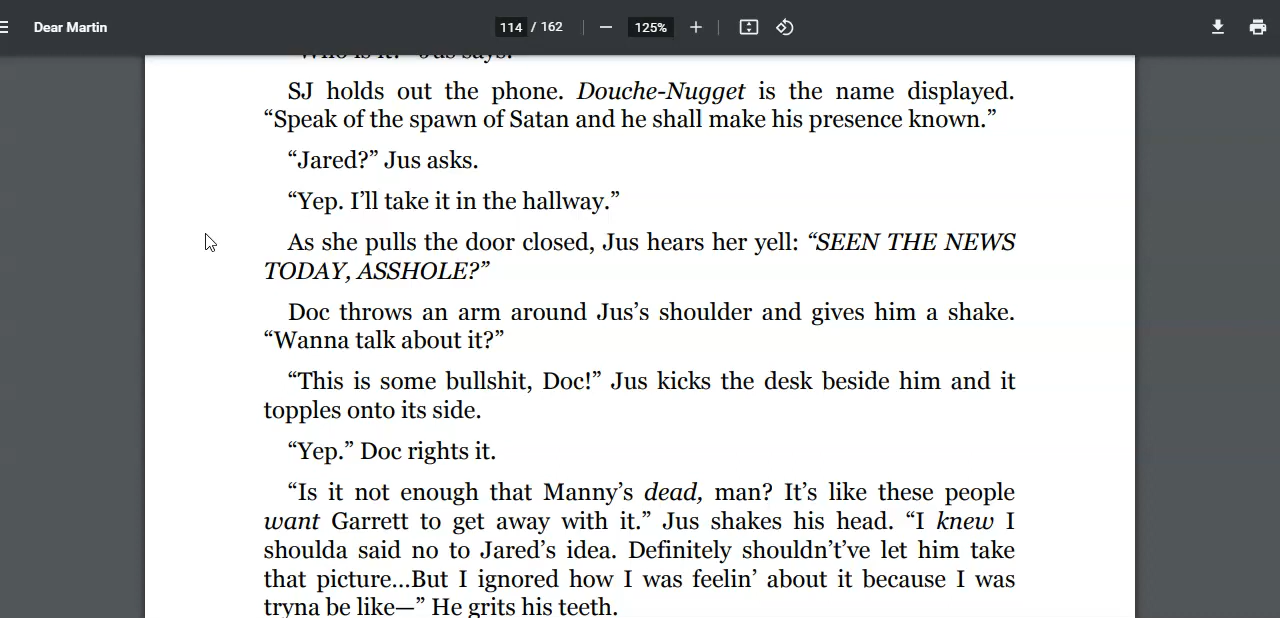 Dear Martin
114 / 162
125%
"Who is it?" Jus says.
SJ holds out the phone. Douche-Nugget is the name displayed.
“Speak of the spawn of Satan and he shall make his presence known.”
“Jared?” Jus asks.
“Yep. I’ll take it in the hallway.”
As she pulls the door closed, Jus hears her yell: “SEEN THE NEWS
TODAY, ASSHOLE?”
Doc throws an arm around Jus’s shoulder and gives him a shake.
“Wanna talk about it?”
“This is some bullshit, Doc!” Jus kicks the desk beside him and it
topples onto its side.
“Yep.” Doc rights it.
“Is it not enough that Manny’s dead, man? It’s like these people
want Garrett to get away with it.” Jus shakes his head. “I knew I
shoulda said no to Jared’s idea. Definitely shouldn’t’ve let him take
that picture...But I ignored how I was feelin’ about it because I was
tryna be like—” He grits his teeth.